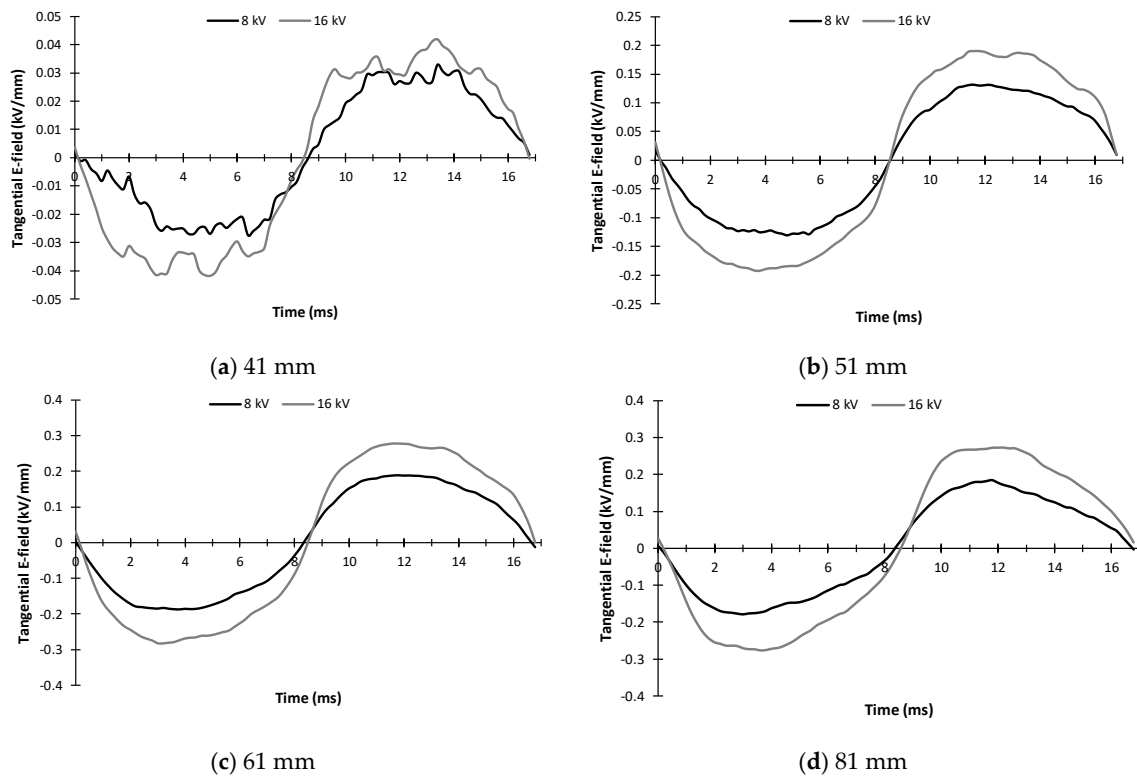 8 kV 16 kV
Tangential E-field (kV/mm)
0.05
0.04
0.03
0.02
0.01
0
-0.01
-0.02
-0.03
-0.04
-0.05
0 2 4 6 8 10 12 14 16
Time (ms)
(a) 41 mm
8 kV 16 kV
Tangential E-field (kV/mm)
0.25
0.2
0.15
0.1
0.05
0
-0.05
-0.1
-0.15
-0.2
-0.25
0 2 4 6 8 10 12 14 16
Time (ms)
(b) 51 mm
8 kV 16 kV
Tangential E-field (kV/mm)
0.4
0.3
0.2
0.1
0
-0.1
-0.2
-0.3
-0.4
0 2 4 6 8 10 12 14 16
Time (ms)
(c) 61 mm
8 kV 16 kV
Tangential E-field (kV/mm)
0.4
0.3
0.2
0.1
0
-0.1
-0.2
-0.3
-0.4
0 2 4 6 8 10 12 14 16
Time (ms)
(d) 81 mm